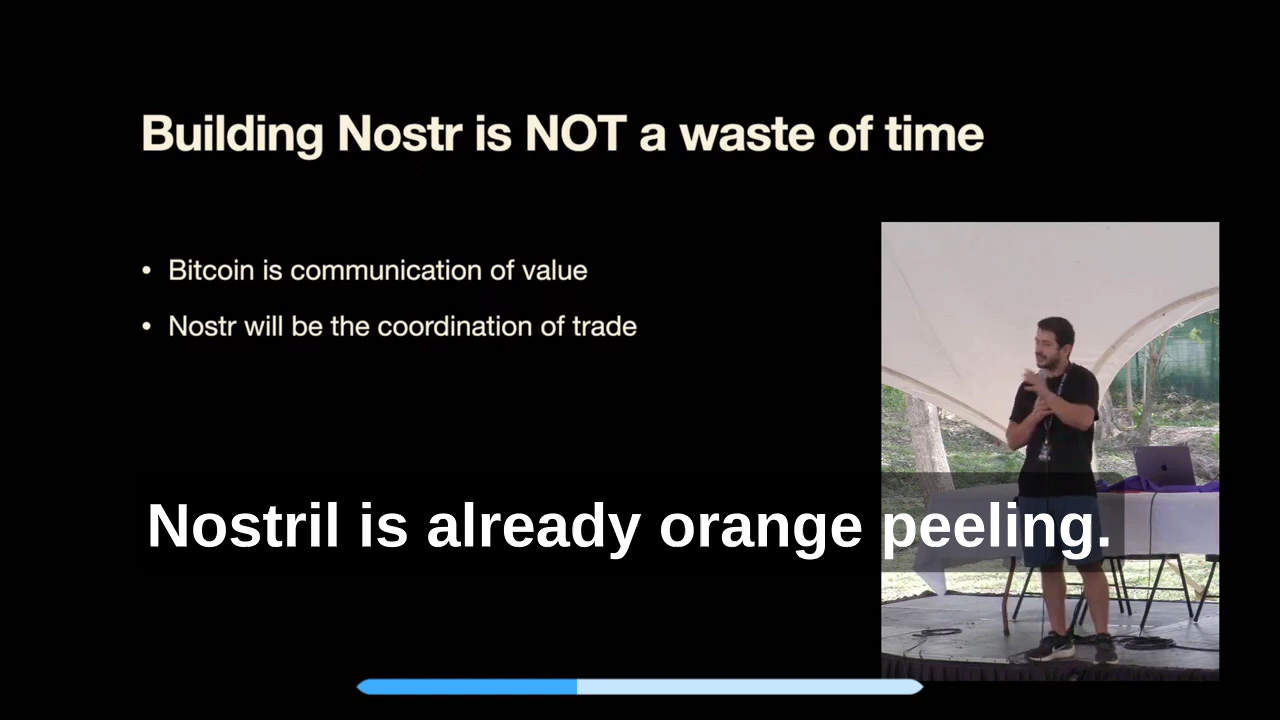 Building Nostr is NOT a waste of time
• Bitcoin is communication of value
• Nostr will be the coordination of trade
Nostril is already orange peeling.